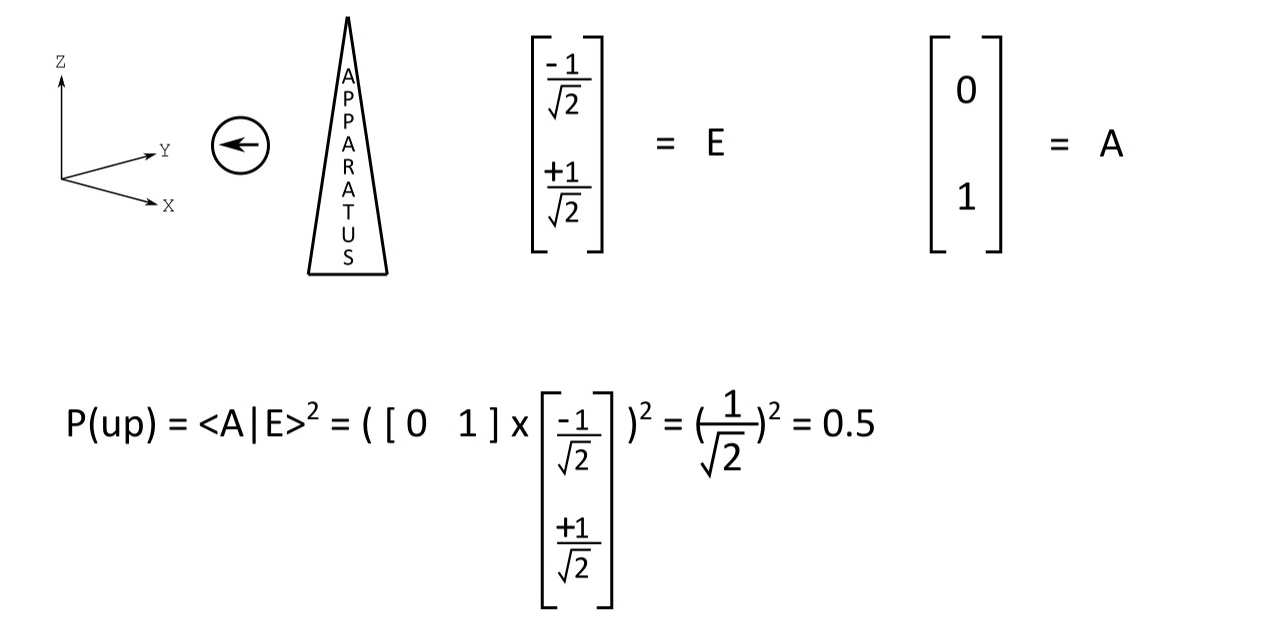 Z
Y
X
APPARATUS
[ -1/√2 +1/√2 ] = E
[ 0 1 ] = A
P(up) = <A|E>² = ( [ 0 1 ] x [ -1/√2 +1/√2 ] )² = (1/√2)² = 0.5